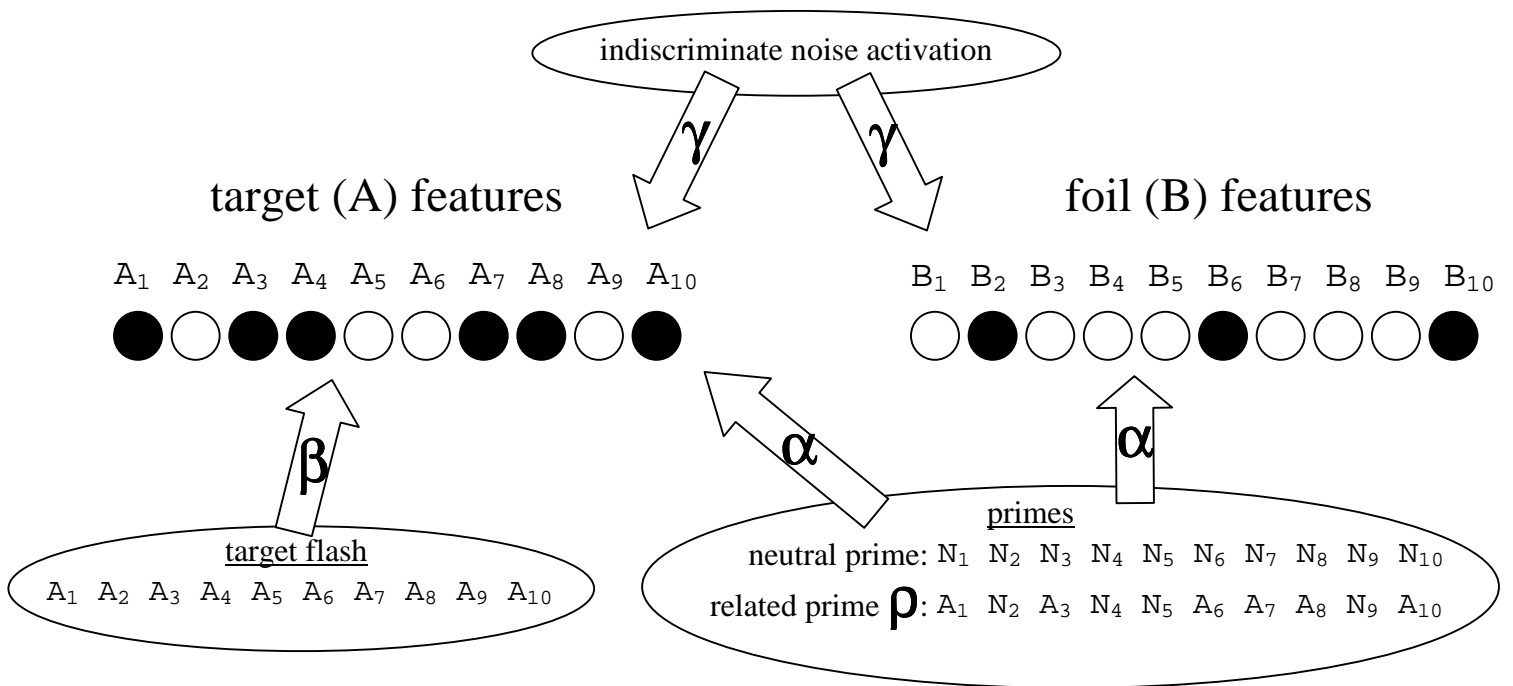 indiscriminate noise activation
γ γ
target (A) features foil (B) features
A₁ A₂ A₃ A₄ A₅ A₆ A₇ A₈ A₉ A₁₀ B₁ B₂ B₃ B₄ B₅ B₆ B₇ B₈ B₉ B₁₀
β α α
primes
target flash neutral prime: N₁ N₂ N₃ N₄ N₅ N₆ N₇ N₈ N₉ N₁₀
A₁ A₂ A₃ A₄ A₅ A₆ A₇ A₈ A₉ A₁₀ related prime ρ: A₁ N₂ A₃ N₄ N₅ A₆ A₇ A₈ N₉ A₁₀